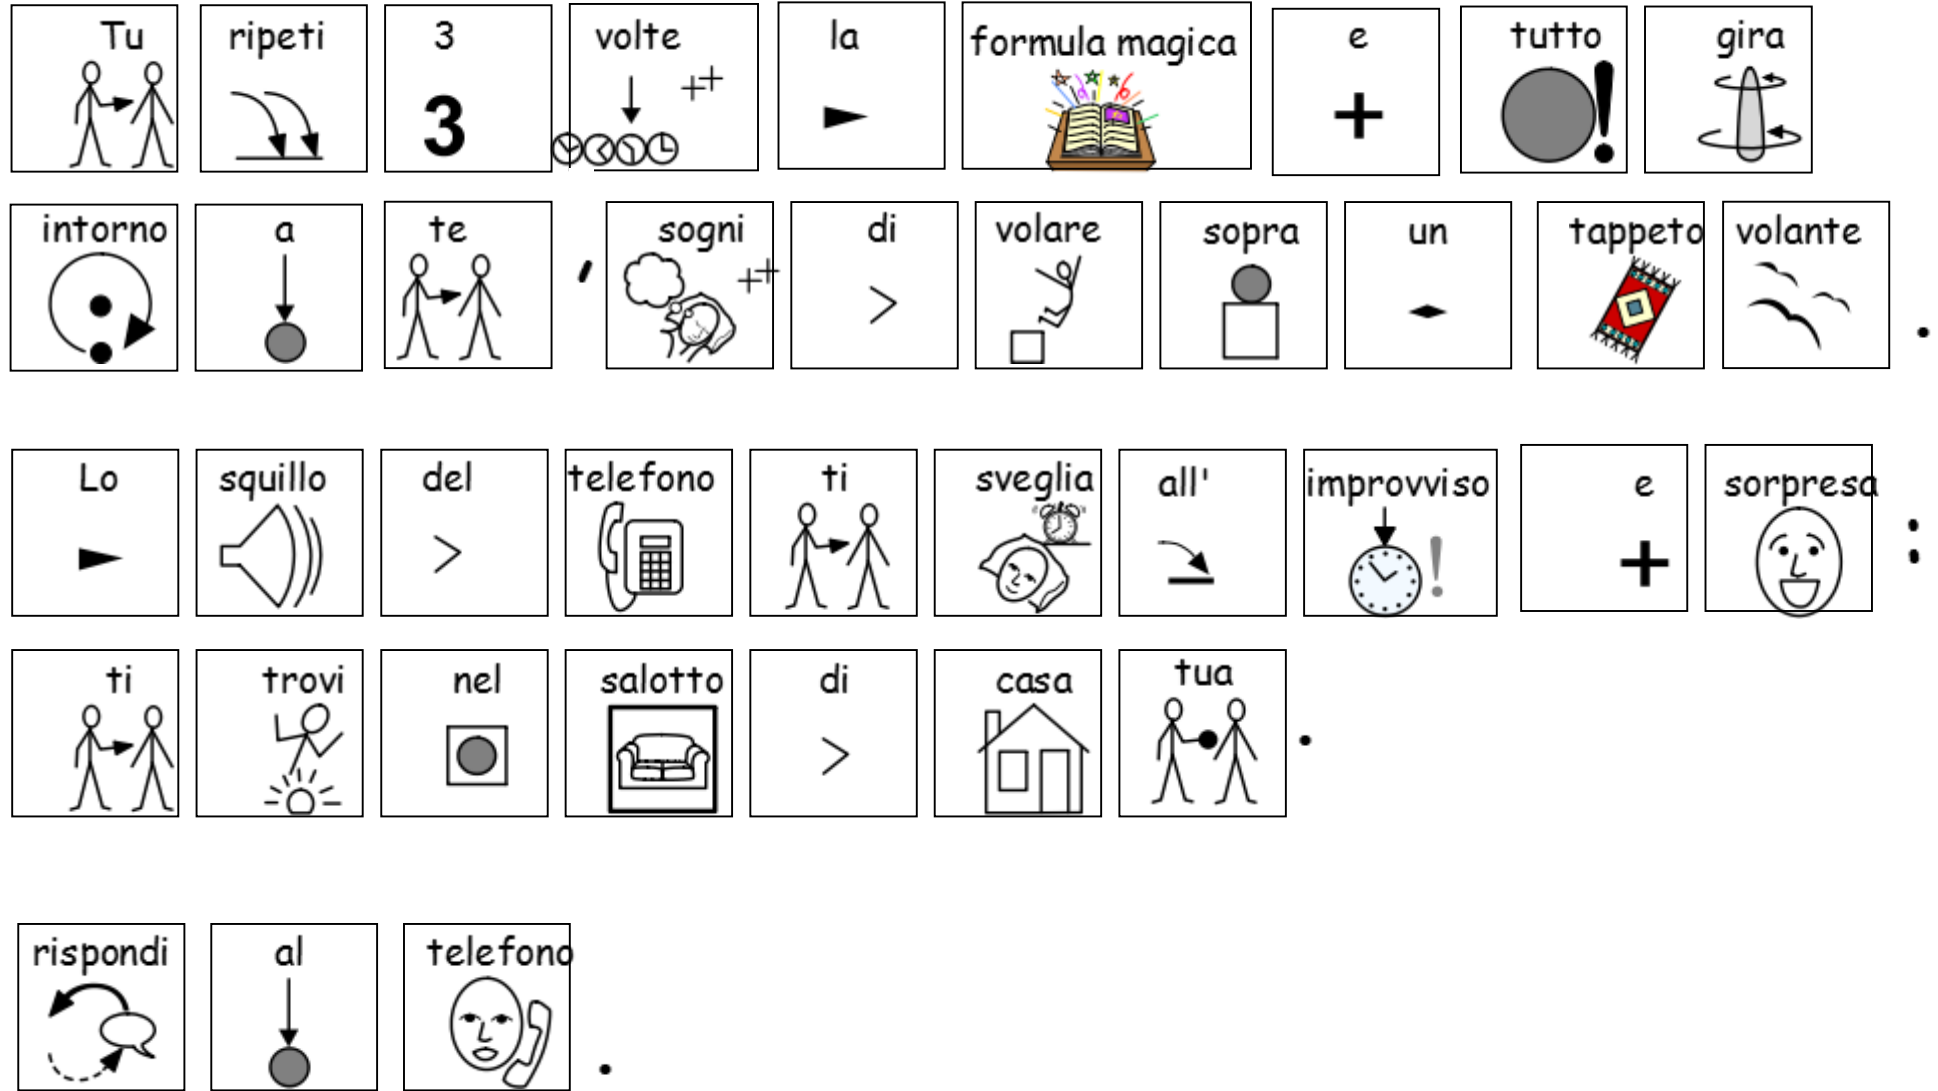 Tu ripeti 3 volte la formula magica e tutto gira
3
intorno a te , sogni di volare sopra un tappeto volante .
Lo squillo del telefono ti sveglia all' improvviso e sorpresa :
ti trovi nel salotto di casa tua .
rispondi al telefono .